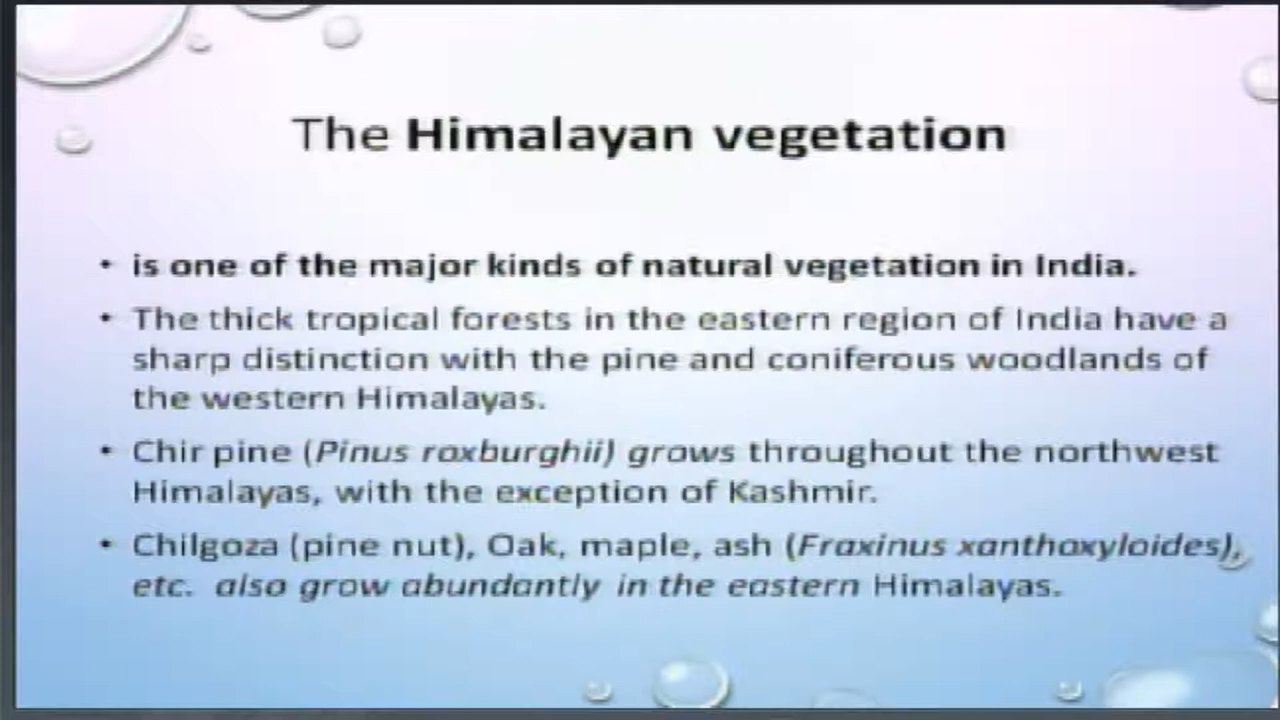 The Himalayan vegetation
• is one of the major kinds of natural vegetation in India.
• The thick tropical forests in the eastern region of India have a
sharp distinction with the pine and coniferous woodlands of
the western Himalayas.
• Chir pine (Pinus roxburghii) grows throughout the northwest
Himalayas, with the exception of Kashmir.
• Chilgoza (pine nut), Oak, maple, ash (Fraxinus xanthoxyloides),
etc. also grow abundantly in the eastern Himalayas.